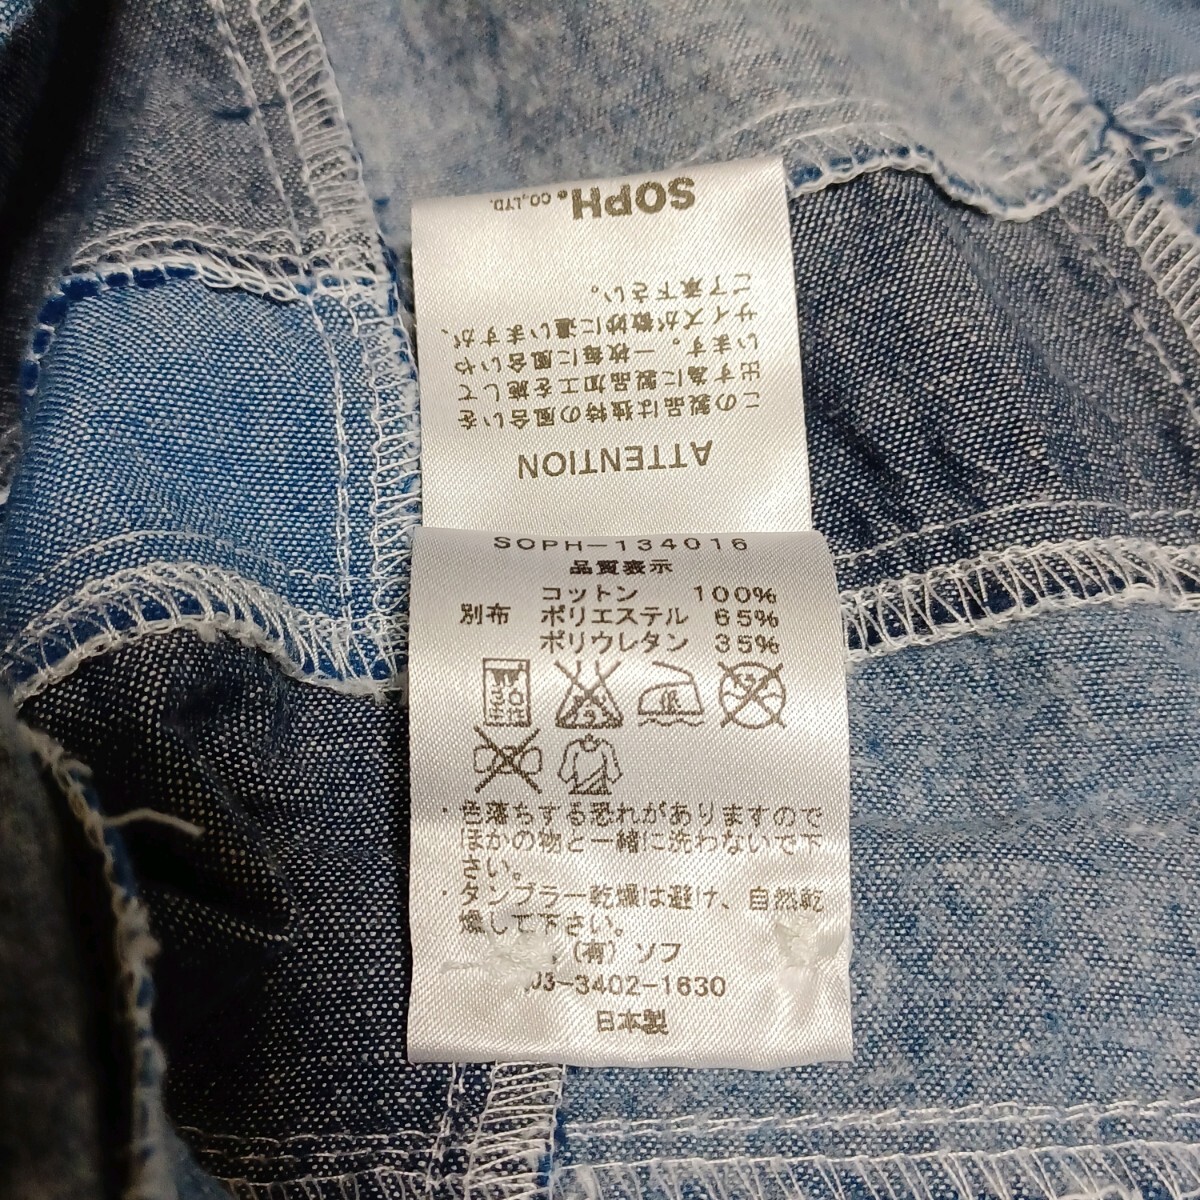 SOPH. CO.,LTD.
ATTENTION
この製品は独特の風合いを
出す為に製品加工を施して
います。一枚毎に風合いや
サイズが微妙に違いますが、
ご了承下さい。
SOPH-134016
品質表示
コットン 100%
別布 ポリエステル 65%
ポリウレタン 35%
・色落ちする恐れがありますので
ほかの物と一緒に洗わないで下
さい。
・タンブラー乾燥は避け、自然乾
燥して下さい。
(有) ソフ
03-3402-1630
日本製